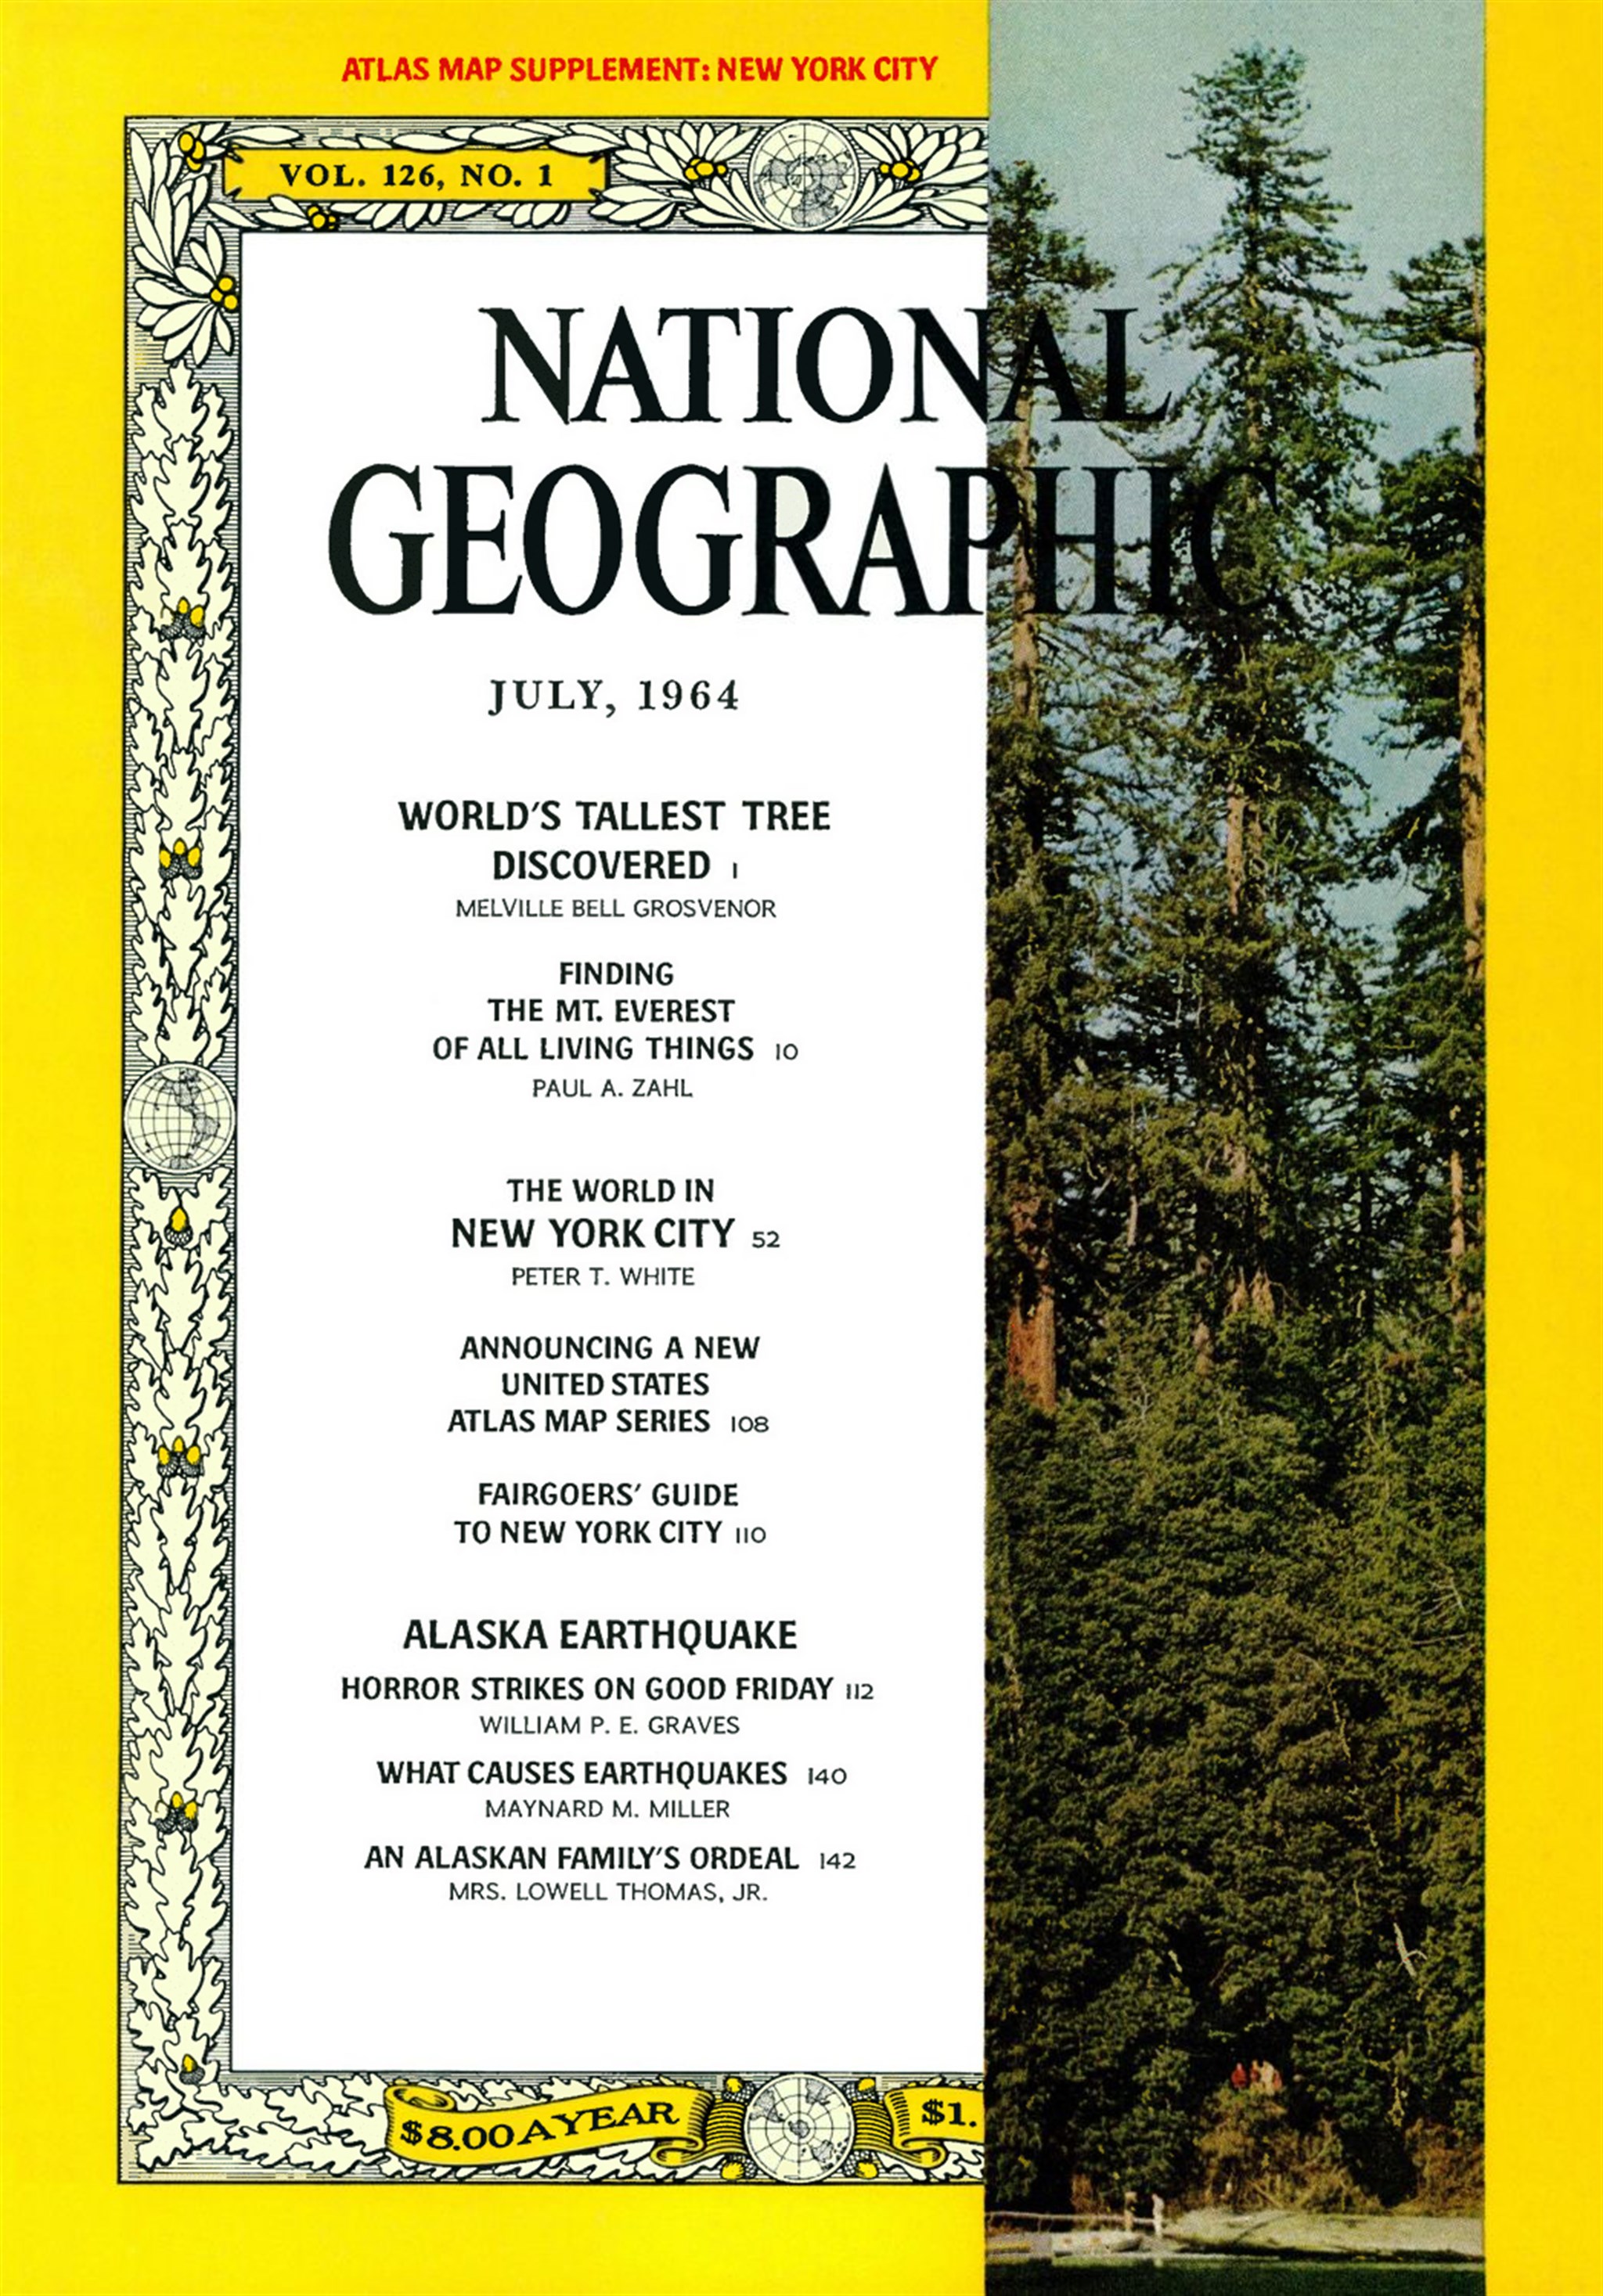 ATLAS MAP SUPPLEMENT: NEW YORK CITY
VOL. 126, NO. 1
NATIONAL
GEOGRAPHIC
JULY, 1964
WORLD'S TALLEST TREE
DISCOVERED 1
MELVILLE BELL GROSVENOR
FINDING
THE MT. EVEREST
OF ALL LIVING THINGS 10
PAUL A. ZAHL
THE WORLD IN
NEW YORK CITY 52
PETER T. WHITE
ANNOUNCING A NEW
UNITED STATES
ATLAS MAP SERIES 108
FAIRGOERS' GUIDE
TO NEW YORK CITY 110
ALASKA EARTHQUAKE
HORROR STRIKES ON GOOD FRIDAY 112
WILLIAM P. E. GRAVES
WHAT CAUSES EARTHQUAKES 140
MAYNARD M. MILLER
AN ALASKAN FAMILY'S ORDEAL 142
MRS. LOWELL THOMAS, JR.
$8.00 A YEAR $1.